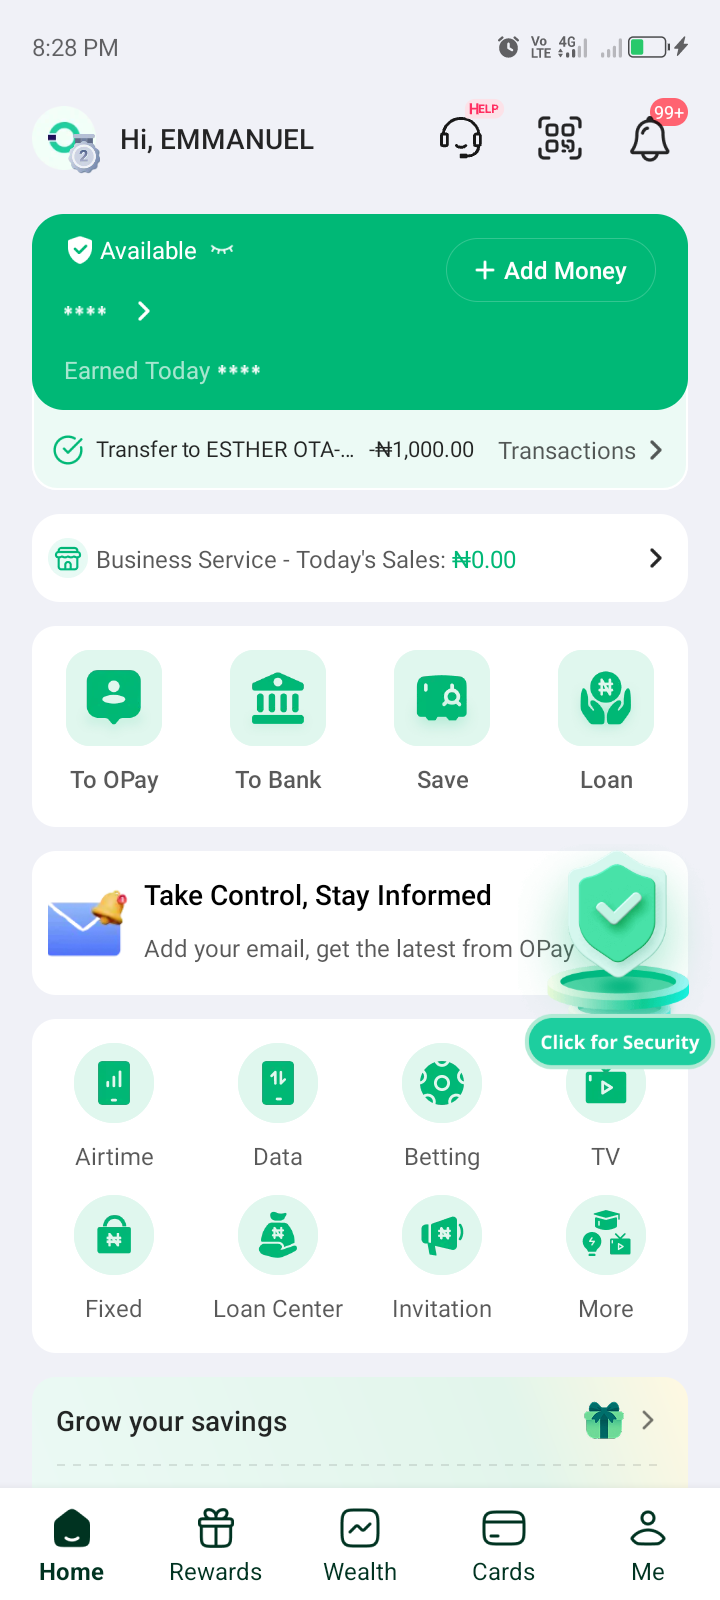 8:28 PM
Vo LTE 4G
HELP
99+
Hi, EMMANUEL
2
Available
+ Add Money
****
Earned Today ****
Transfer to ESTHER OTA-... -₦1,000.00 Transactions
Business Service - Today's Sales: ₦0.00
To OPay To Bank Save Loan
Take Control, Stay Informed
Add your email, get the latest from OPay
Click for Security
Airtime Data Betting TV
Fixed Loan Center Invitation More
Grow your savings
Home Rewards Wealth Cards Me